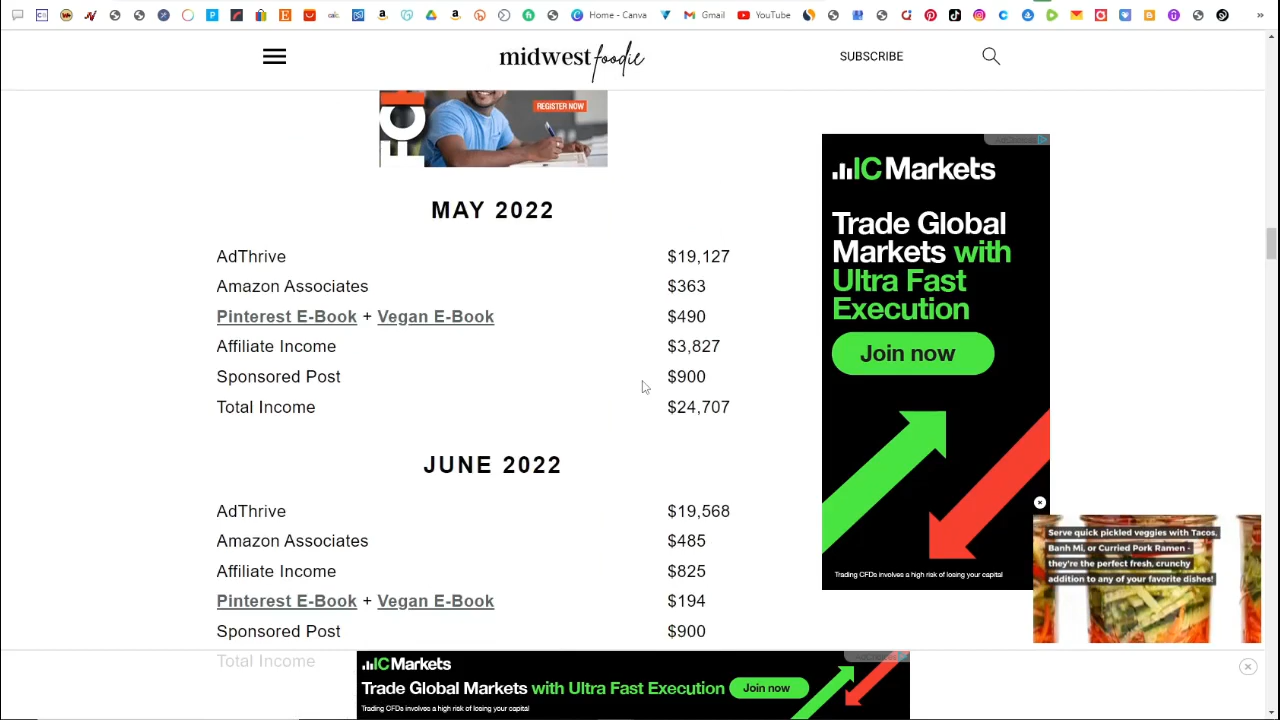 Home - Canva
Gmail
YouTube
midwest foodie
SUBSCRIBE
REGISTER NOW
MAY 2022
AdThrive $19,127
Amazon Associates $363
Pinterest E-Book + Vegan E-Book $490
Affiliate Income $3,827
Sponsored Post $900
Total Income $24,707
JUNE 2022
AdThrive $19,568
Amazon Associates $485
Affiliate Income $825
Pinterest E-Book + Vegan E-Book $194
Sponsored Post $900
Total Income
IC Markets
Trade Global
Markets with
Ultra Fast
Execution
Join now
Trading CFDs involves a high risk of losing your capital
Serve quick pickled veggies with Tacos,
Banh Mi, or Curried Pork Ramen -
they're the perfect fresh, crunchy
addition to any of your favorite dishes!
IC Markets
Trade Global Markets with Ultra Fast Execution
Join now
Trading CFDs involves a high risk of losing your capital